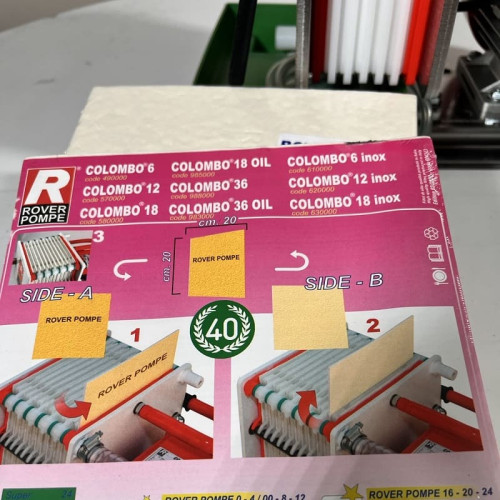 R
ROVER
POMPE
COLOMBO® 6
code 460000
COLOMBO® 12
code 570000
COLOMBO® 18
code 580000
COLOMBO® 18 OIL
code 985000
COLOMBO® 36
code 988000
COLOMBO® 36 OIL
code 983000
COLOMBO® 6 inox
code 610000
COLOMBO® 12 inox
code 620000
COLOMBO® 18 inox
code 630000
3
cm. 20
cm. 20
ROVER POMPE
SIDE - A
SIDE - B
ROVER POMPE
1
40
2
ROVER POMPE
ROVER POMPE 0 - 4 / 00 - 8 - 12
ROVER POMPE 16 - 20 - 24